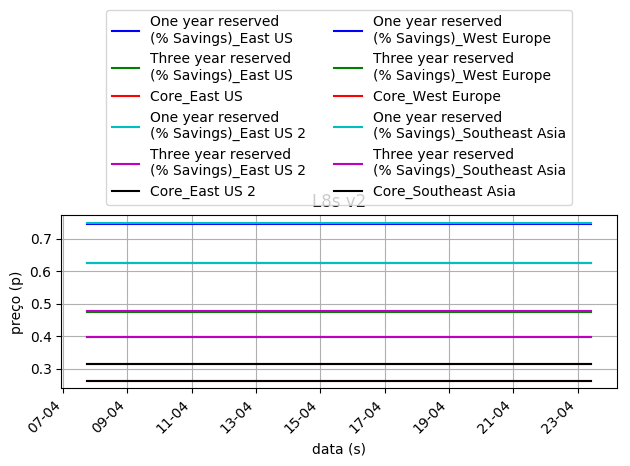 One year reserved
(% Savings)_East US
Three year reserved
(% Savings)_East US
Core_East US
One year reserved
(% Savings)_East US 2
Three year reserved
(% Savings)_East US 2
Core_East US 2
One year reserved
(% Savings)_West Europe
Three year reserved
(% Savings)_West Europe
Core_West Europe
One year reserved
(% Savings)_Southeast Asia
Three year reserved
(% Savings)_Southeast Asia
Core_Southeast Asia
L8s v2
preço (p)
0.7
0.6
0.5
0.4
0.3
07-04
09-04
11-04
13-04
15-04
17-04
19-04
21-04
23-04
data (s)